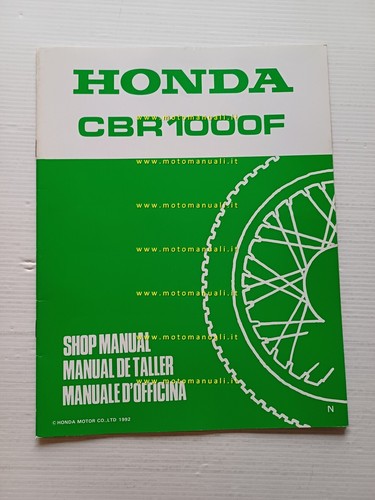 HONDA
www.motomanuali.it
CBR1000F
www.motomanuali.it
www.motomanuali.it
www.motomanuali.it
www.motomanuali.it
www.motomanuali.it
SHOP MANUAL
MANUAL DE TALLER
MANUALE D'OFFICINA
N
© HONDA MOTOR CO.,LTD 1992